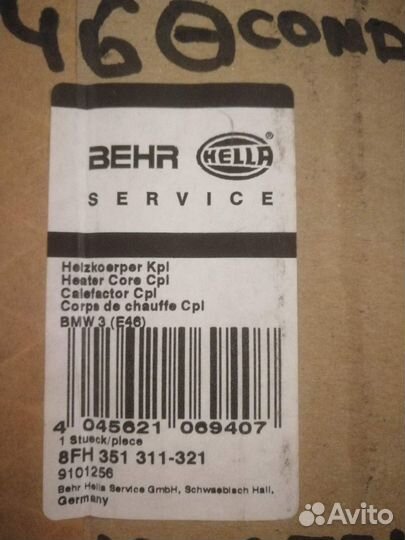 46 COND
BEHR HELLA®
SERVICE
Heizkoerper Kpl
Heater Core Cpl
Calefactor Cpl
Corps de chauffe Cpl
BMW 3 (E46)
4 045621 069407
1 Stueck/piece
8FH 351 311-321
9101256
Behr Hella Service GmbH, Schwaebisch Hall,
Germany
Avito